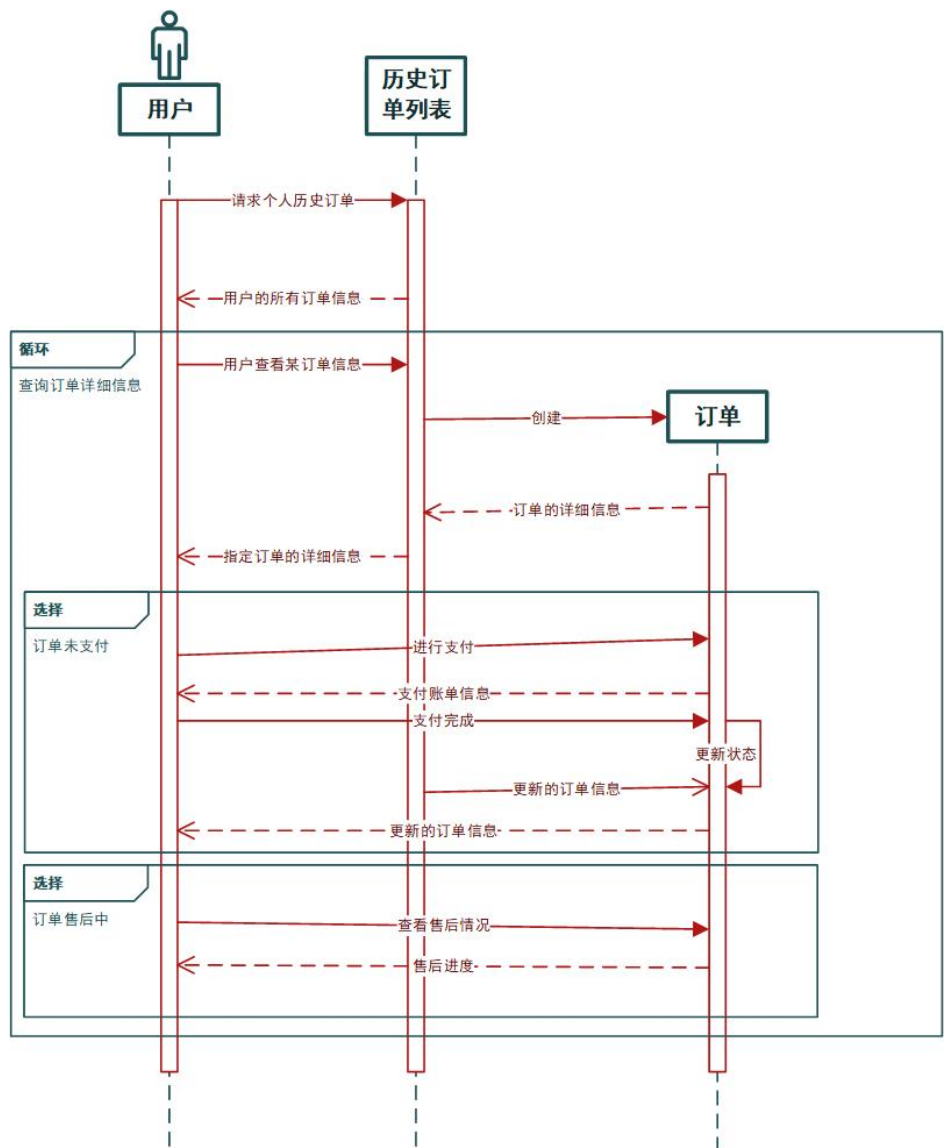 用户
历史订
单列表
请求个人历史订单
用户的所有订单信息
循环
用户查看某订单信息
查询订单详细信息
创建
订单
订单的详细信息
指定订单的详细信息
选择
订单未支付
进行支付
支付账单信息
支付完成
更新状态
更新的订单信息
更新的订单信息
选择
订单售后中
查看售后情况
售后进度